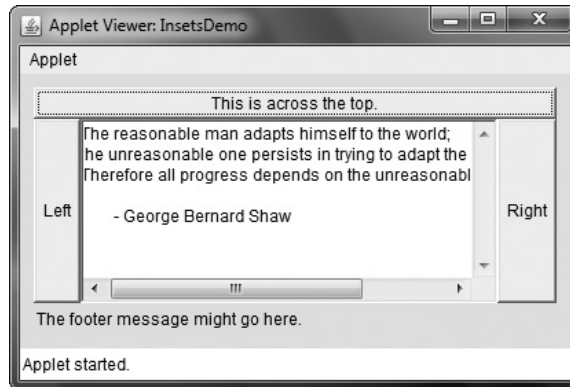 Applet Viewer: InsetsDemo
Applet
This is across the top.
The reasonable man adapts himself to the world;
he unreasonable one persists in trying to adapt the
Therefore all progress depends on the unreasonabl
- George Bernard Shaw
Left
Right
The footer message might go here.
Applet started.